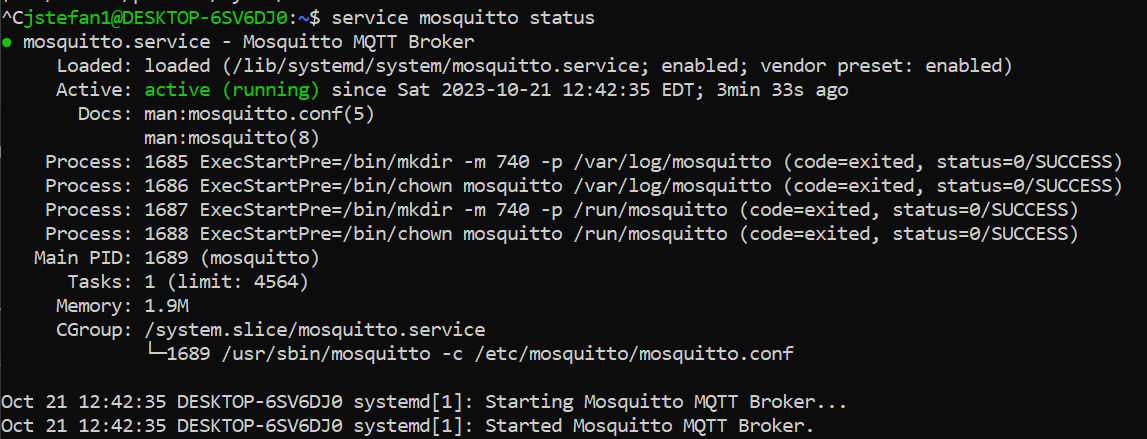 ^Cjstefan1@DESKTOP-6SV6DJ0:~$ service mosquitto status
● mosquitto.service - Mosquitto MQTT Broker
Loaded: loaded (/lib/systemd/system/mosquitto.service; enabled; vendor preset: enabled)
Active: active (running) since Sat 2023-10-21 12:42:35 EDT; 3min 33s ago
Docs: man:mosquitto.conf(5)
man:mosquitto(8)
Process: 1685 ExecStartPre=/bin/mkdir -m 740 -p /var/log/mosquitto (code=exited, status=0/SUCCESS)
Process: 1686 ExecStartPre=/bin/chown mosquitto /var/log/mosquitto (code=exited, status=0/SUCCESS)
Process: 1687 ExecStartPre=/bin/mkdir -m 740 -p /run/mosquitto (code=exited, status=0/SUCCESS)
Process: 1688 ExecStartPre=/bin/chown mosquitto /run/mosquitto (code=exited, status=0/SUCCESS)
Main PID: 1689 (mosquitto)
Tasks: 1 (limit: 4564)
Memory: 1.9M
CGroup: /system.slice/mosquitto.service
└─1689 /usr/sbin/mosquitto -c /etc/mosquitto/mosquitto.conf
Oct 21 12:42:35 DESKTOP-6SV6DJ0 systemd[1]: Starting Mosquitto MQTT Broker...
Oct 21 12:42:35 DESKTOP-6SV6DJ0 systemd[1]: Started Mosquitto MQTT Broker.